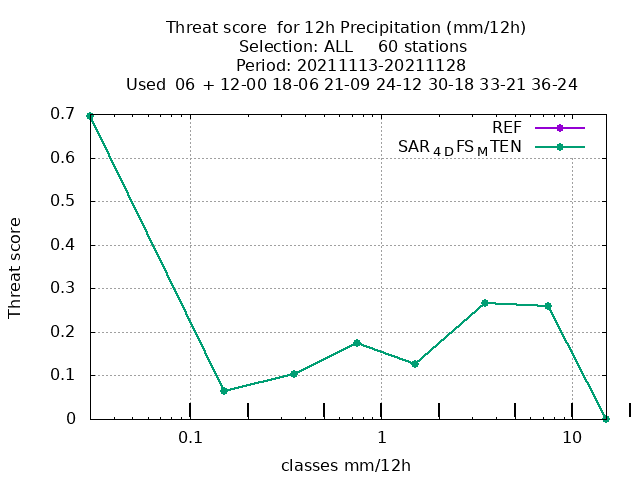 Threat score  for 12h Precipitation (mm/12h)
Selection: ALL     60 stations
Period: 20211113-20211128
Used  06 + 12-00 18-06 21-09 24-12 30-18 33-21 36-24
REF
SAR4DFSMTEN
0.7
0.6
0.5
0.4
0.3
0.2
0.1
0
Threat score
0.1 1 10
classes mm/12h